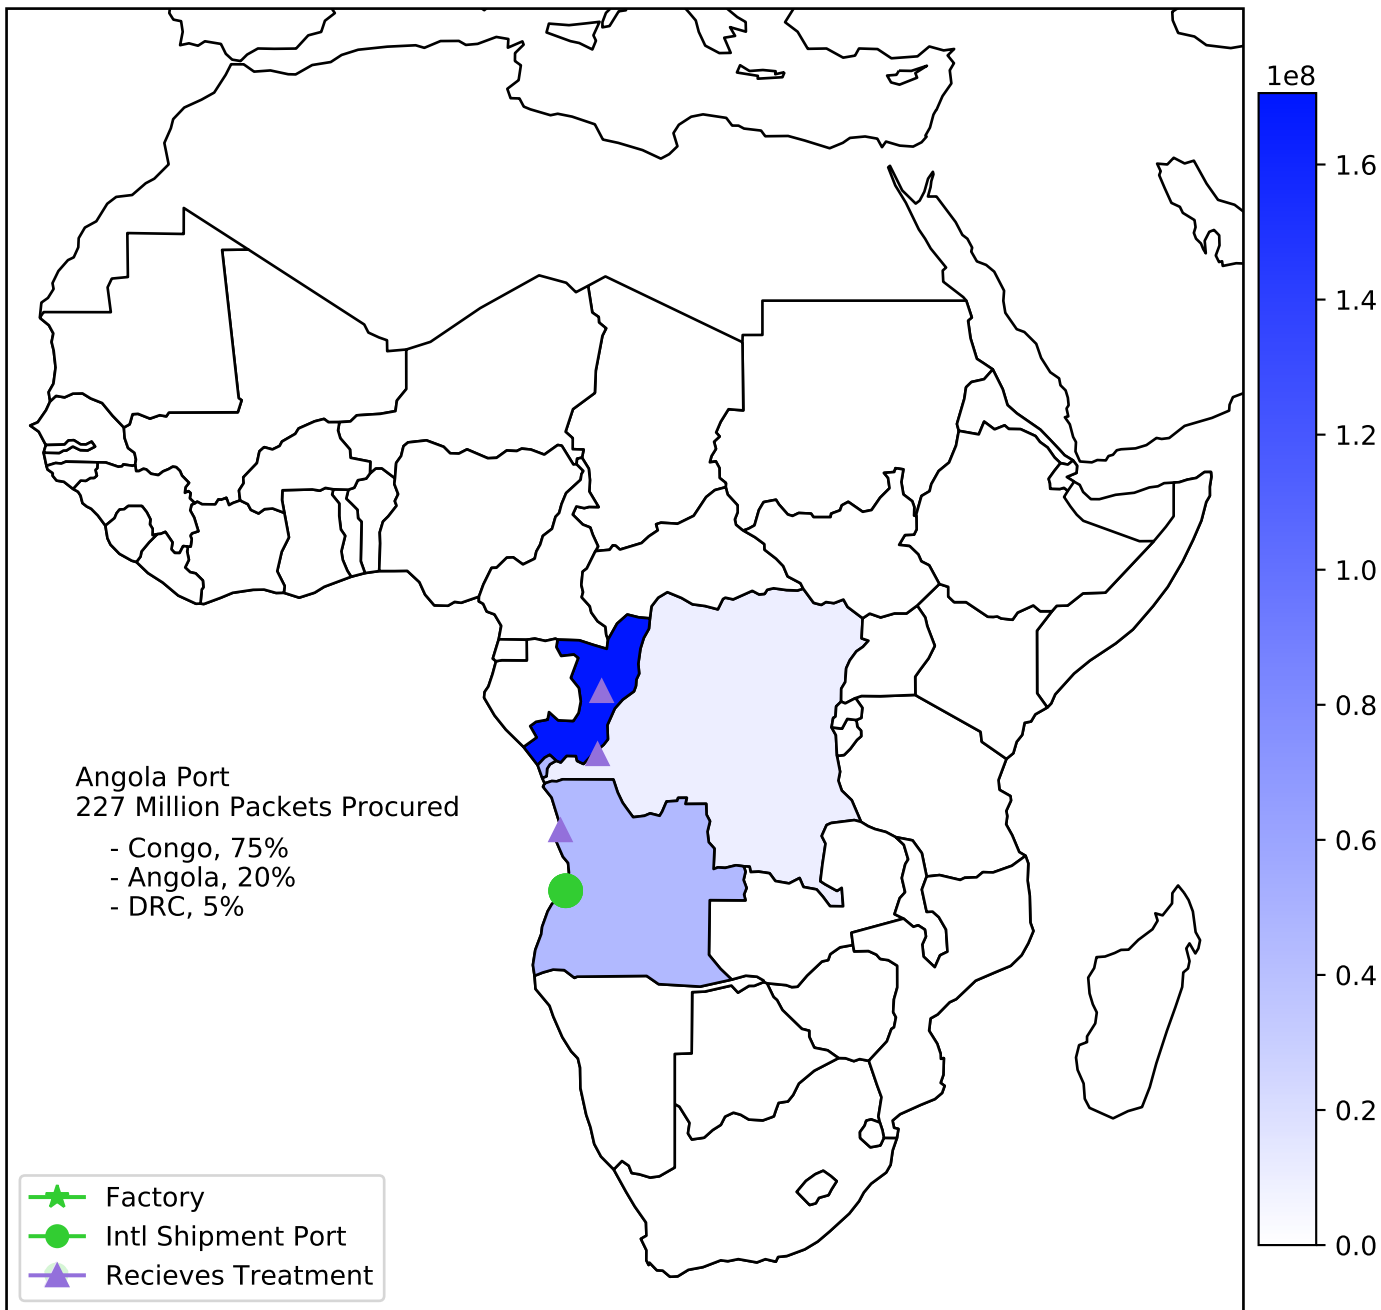 1e8
1.6
1.4
1.2
1.0
0.8
0.6
0.4
0.2
0.0
Angola Port
227 Million Packets Procured
- Congo, 75%
- Angola, 20%
- DRC, 5%
Factory
Intl Shipment Port
Recieves Treatment